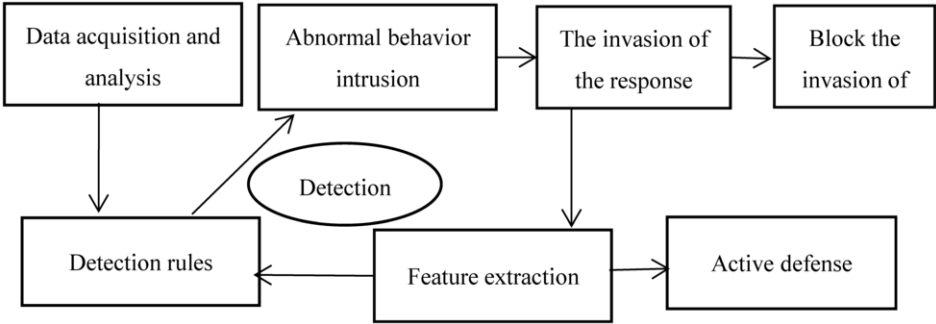 Data acquisition and
analysis
Abnormal behavior
intrusion
The invasion of
the response
Block the
invasion of
Detection
Detection rules
Feature extraction
Active defense